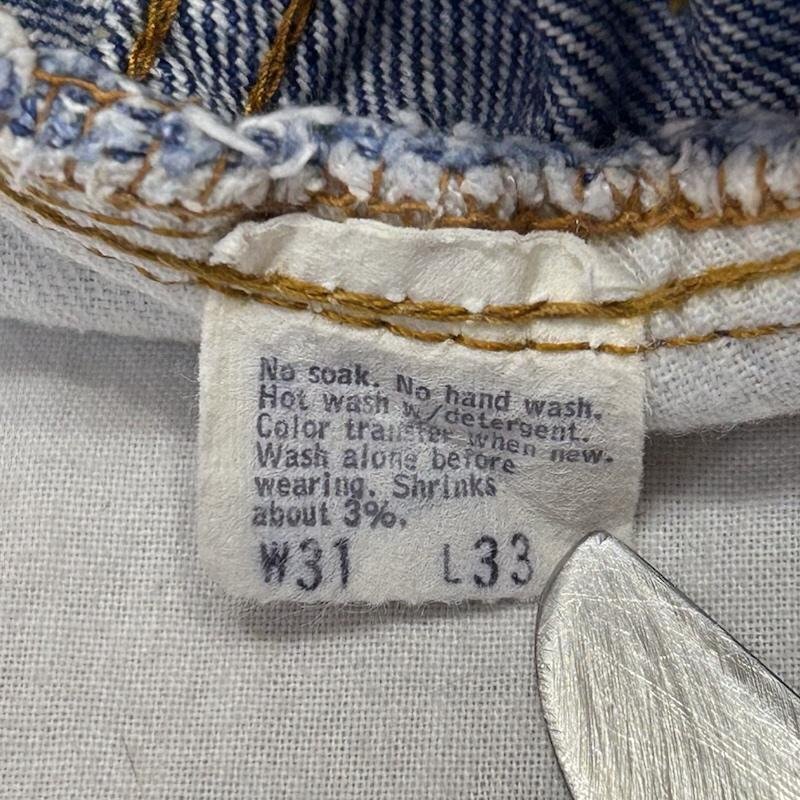 No soak. No hand wash.
Hot wash w/detergent.
Color transfer when new.
Wash alone before
wearing. Shrinks
about 3%.
W31 L33